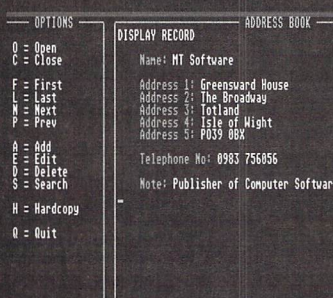 OPTIONS
O = Open
C = Close
F = First
L = Last
N = Next
P = Prev
A = Add
E = Edit
D = Delete
S = Search
H = Hardcopy
Q = Quit
ADDRESS BOOK
DISPLAY RECORD
Name: MT Software
Address 1: Greensward House
Address 2: The Broadway
Address 3: Totland
Address 4: Isle of Wight
Address 5: PO39 0BX
Telephone No: 0983 756056
Note: Publisher of Computer Softwar